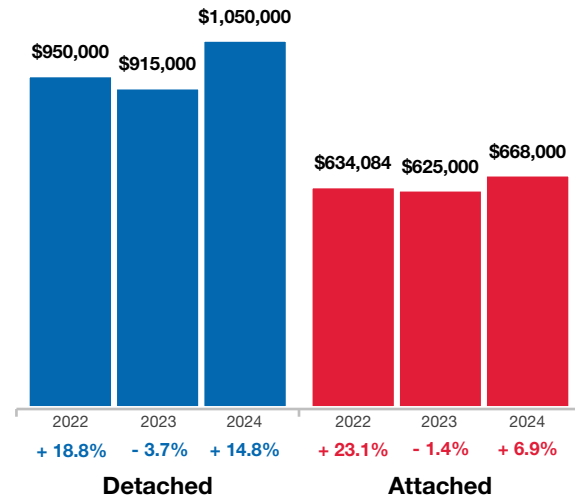 $1,050,000
$950,000
$915,000
$634,084
$625,000
$668,000
2022 2023 2024 2022 2023 2024
+ 18.8% - 3.7% + 14.8% + 23.1% - 1.4% + 6.9%
Detached Attached